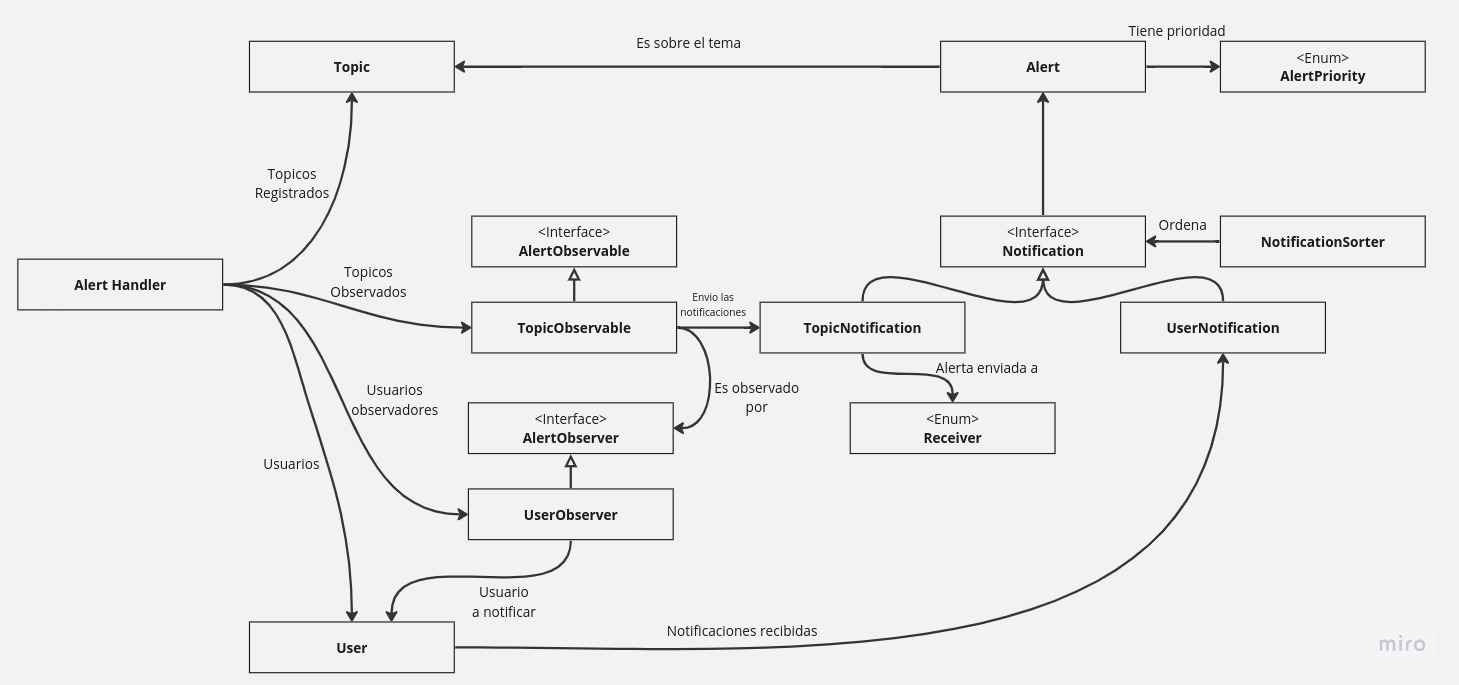 Tiene prioridad
Es sobre el tema
Topic
Alert
<Enum>
AlertPriority
Topicos
Registrados
<Interface>
AlertObservable
<Interface>
Notification
Ordena
NotificationSorter
Alert Handler
Topicos
Observados
TopicObservable
Envio las
notificaciones
TopicNotification
UserNotification
Usuarios
observadores
Es observado
por
Alerta enviada a
<Interface>
AlertObserver
<Enum>
Receiver
Usuarios
UserObserver
Usuario
a notificar
User
Notificaciones recibidas
miro